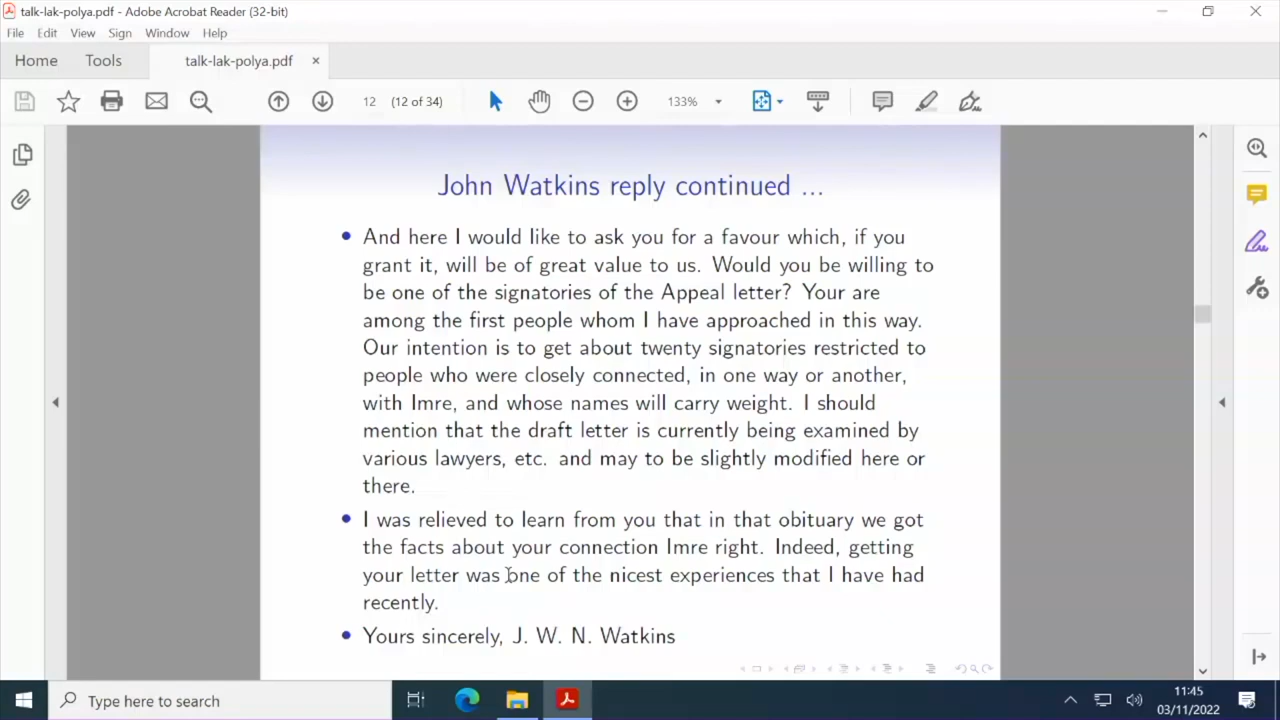 talk-lak-polya.pdf - Adobe Acrobat Reader (32-bit)
File Edit View Sign Window Help
Home Tools talk-lak-polya.pdf ×
12 (12 of 34) 133%
John Watkins reply continued ...
• And here I would like to ask you for a favour which, if you
grant it, will be of great value to us. Would you be willing to
be one of the signatories of the Appeal letter? Your are
among the first people whom I have approached in this way.
Our intention is to get about twenty signatories restricted to
people who were closely connected, in one way or another,
with Imre, and whose names will carry weight. I should
mention that the draft letter is currently being examined by
various lawyers, etc. and may to be slightly modified here or
there.
• I was relieved to learn from you that in that obituary we got
the facts about your connection Imre right. Indeed, getting
your letter was one of the nicest experiences that I have had
recently.
• Yours sincerely, J. W. N. Watkins
Type here to search
11:45
03/11/2022